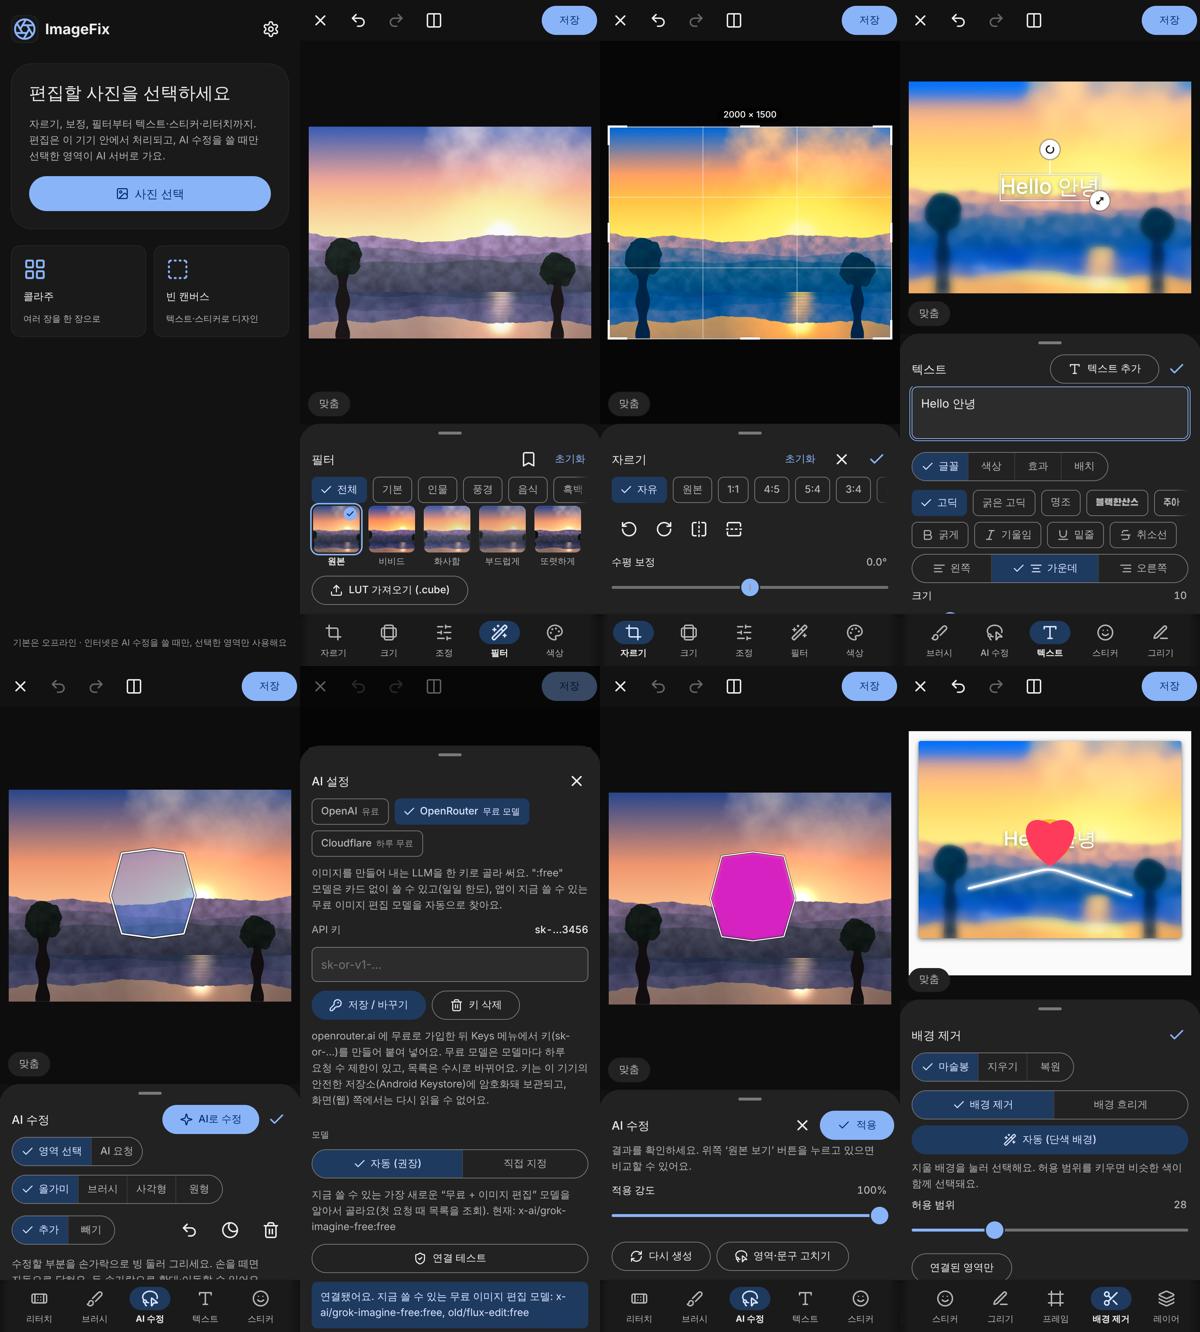 ImageFix
편집할 사진을 선택하세요
자르기, 보정, 필터부터 텍스트·스티커·리터치까지.
편집은 이 기기 안에서 처리되고, AI 수정을 쓸 때만
선택한 영역이 AI 서버로 가요.
사진 선택
콜라주
여러 장을 한 장으로
빈 캔버스
텍스트·스티커로 디자인
기본은 오프라인 · 인터넷은 AI 수정을 쓸 때만, 선택한 영역만 사용해요
저장
맞춤
필터
초기화
전체
기본
인물
풍경
음식
흑백
원본
비비드
화사함
부드럽게
또렷하게
LUT 가져오기 (.cube)
자르기
크기
조정
필터
색상
저장
2000 × 1500
맞춤
자르기
초기화
자유
원본
1:1
4:5
5:4
3:4
수평 보정
0.0°
자르기
크기
조정
필터
색상
저장
Hello 안녕
맞춤
텍스트
텍스트 추가
Hello 안녕
글꼴
색상
효과
배치
고딕
굵은 고딕
명조
블랙한산스
주아
굵게
기울임
밑줄
취소선
왼쪽
가운데
오른쪽
크기
10
브러시
AI 수정
텍스트
스티커
그리기
저장
맞춤
AI 수정
AI로 수정
영역 선택
AI 요청
올가미
브러시
사각형
원형
추가
빼기
수정할 부분을 손가락으로 빙 둘러 그리세요. 손을 떼면
리터치
브러시
AI 수정
텍스트
스티커
저장
AI 설정
OpenAI 유료
OpenRouter 무료 모델
Cloudflare 하루 무료
이미지를 만들어 내는 LLM을 한 키로 골라 써요. ":free"
모델은 카드 없이 쓸 수 있고(일일 한도), 앱이 지금 쓸 수 있는
무료 이미지 편집 모델을 자동으로 찾아요.
API 키
sk-…3456
sk-or-v1-...
저장 / 바꾸기
키 삭제
openrouter.ai 에 무료로 가입한 뒤 Keys 메뉴에서 키(sk-
or-...)를 만들어 붙여 넣어요. 무료 모델은 모델마다 하루
요청 수 제한이 있고, 목록은 수시로 바뀌어요. 키는 이 기기의
안전한 저장소(Android Keystore)에 암호화돼 보관되고,
화면(웹) 쪽에서는 다시 읽을 수 없어요.
모델
자동 (권장)
직접 지정
지금 쓸 수 있는 가장 새로운 "무료 + 이미지 편집" 모델을
알아서 골라요(첫 요청 때 목록을 조회). 현재: x-ai/grok-
imagine-free:free
연결 테스트
연결됐어요. 지금 쓸 수 있는 무료 이미지 편집 모델: x-
ai/grok-imagine-free:free, old/flux-edit:free
저장
맞춤
AI 수정
적용
결과를 확인하세요. 위쪽 '원본 보기' 버튼을 누르고 있으면
비교할 수 있어요.
적용 강도
100%
다시 생성
영역·문구 고치기
리터치
브러시
AI 수정
텍스트
스티커
저장
맞춤
배경 제거
마술봉
지우기
복원
배경 제거
배경 흐리게
자동 (단색 배경)
지울 배경을 눌러 선택해요. 허용 범위를 키우면 비슷한 색이
함께 선택돼요.
허용 범위
28
연결된 영역만
스티커
그리기
프레임
배경 제거
레이어